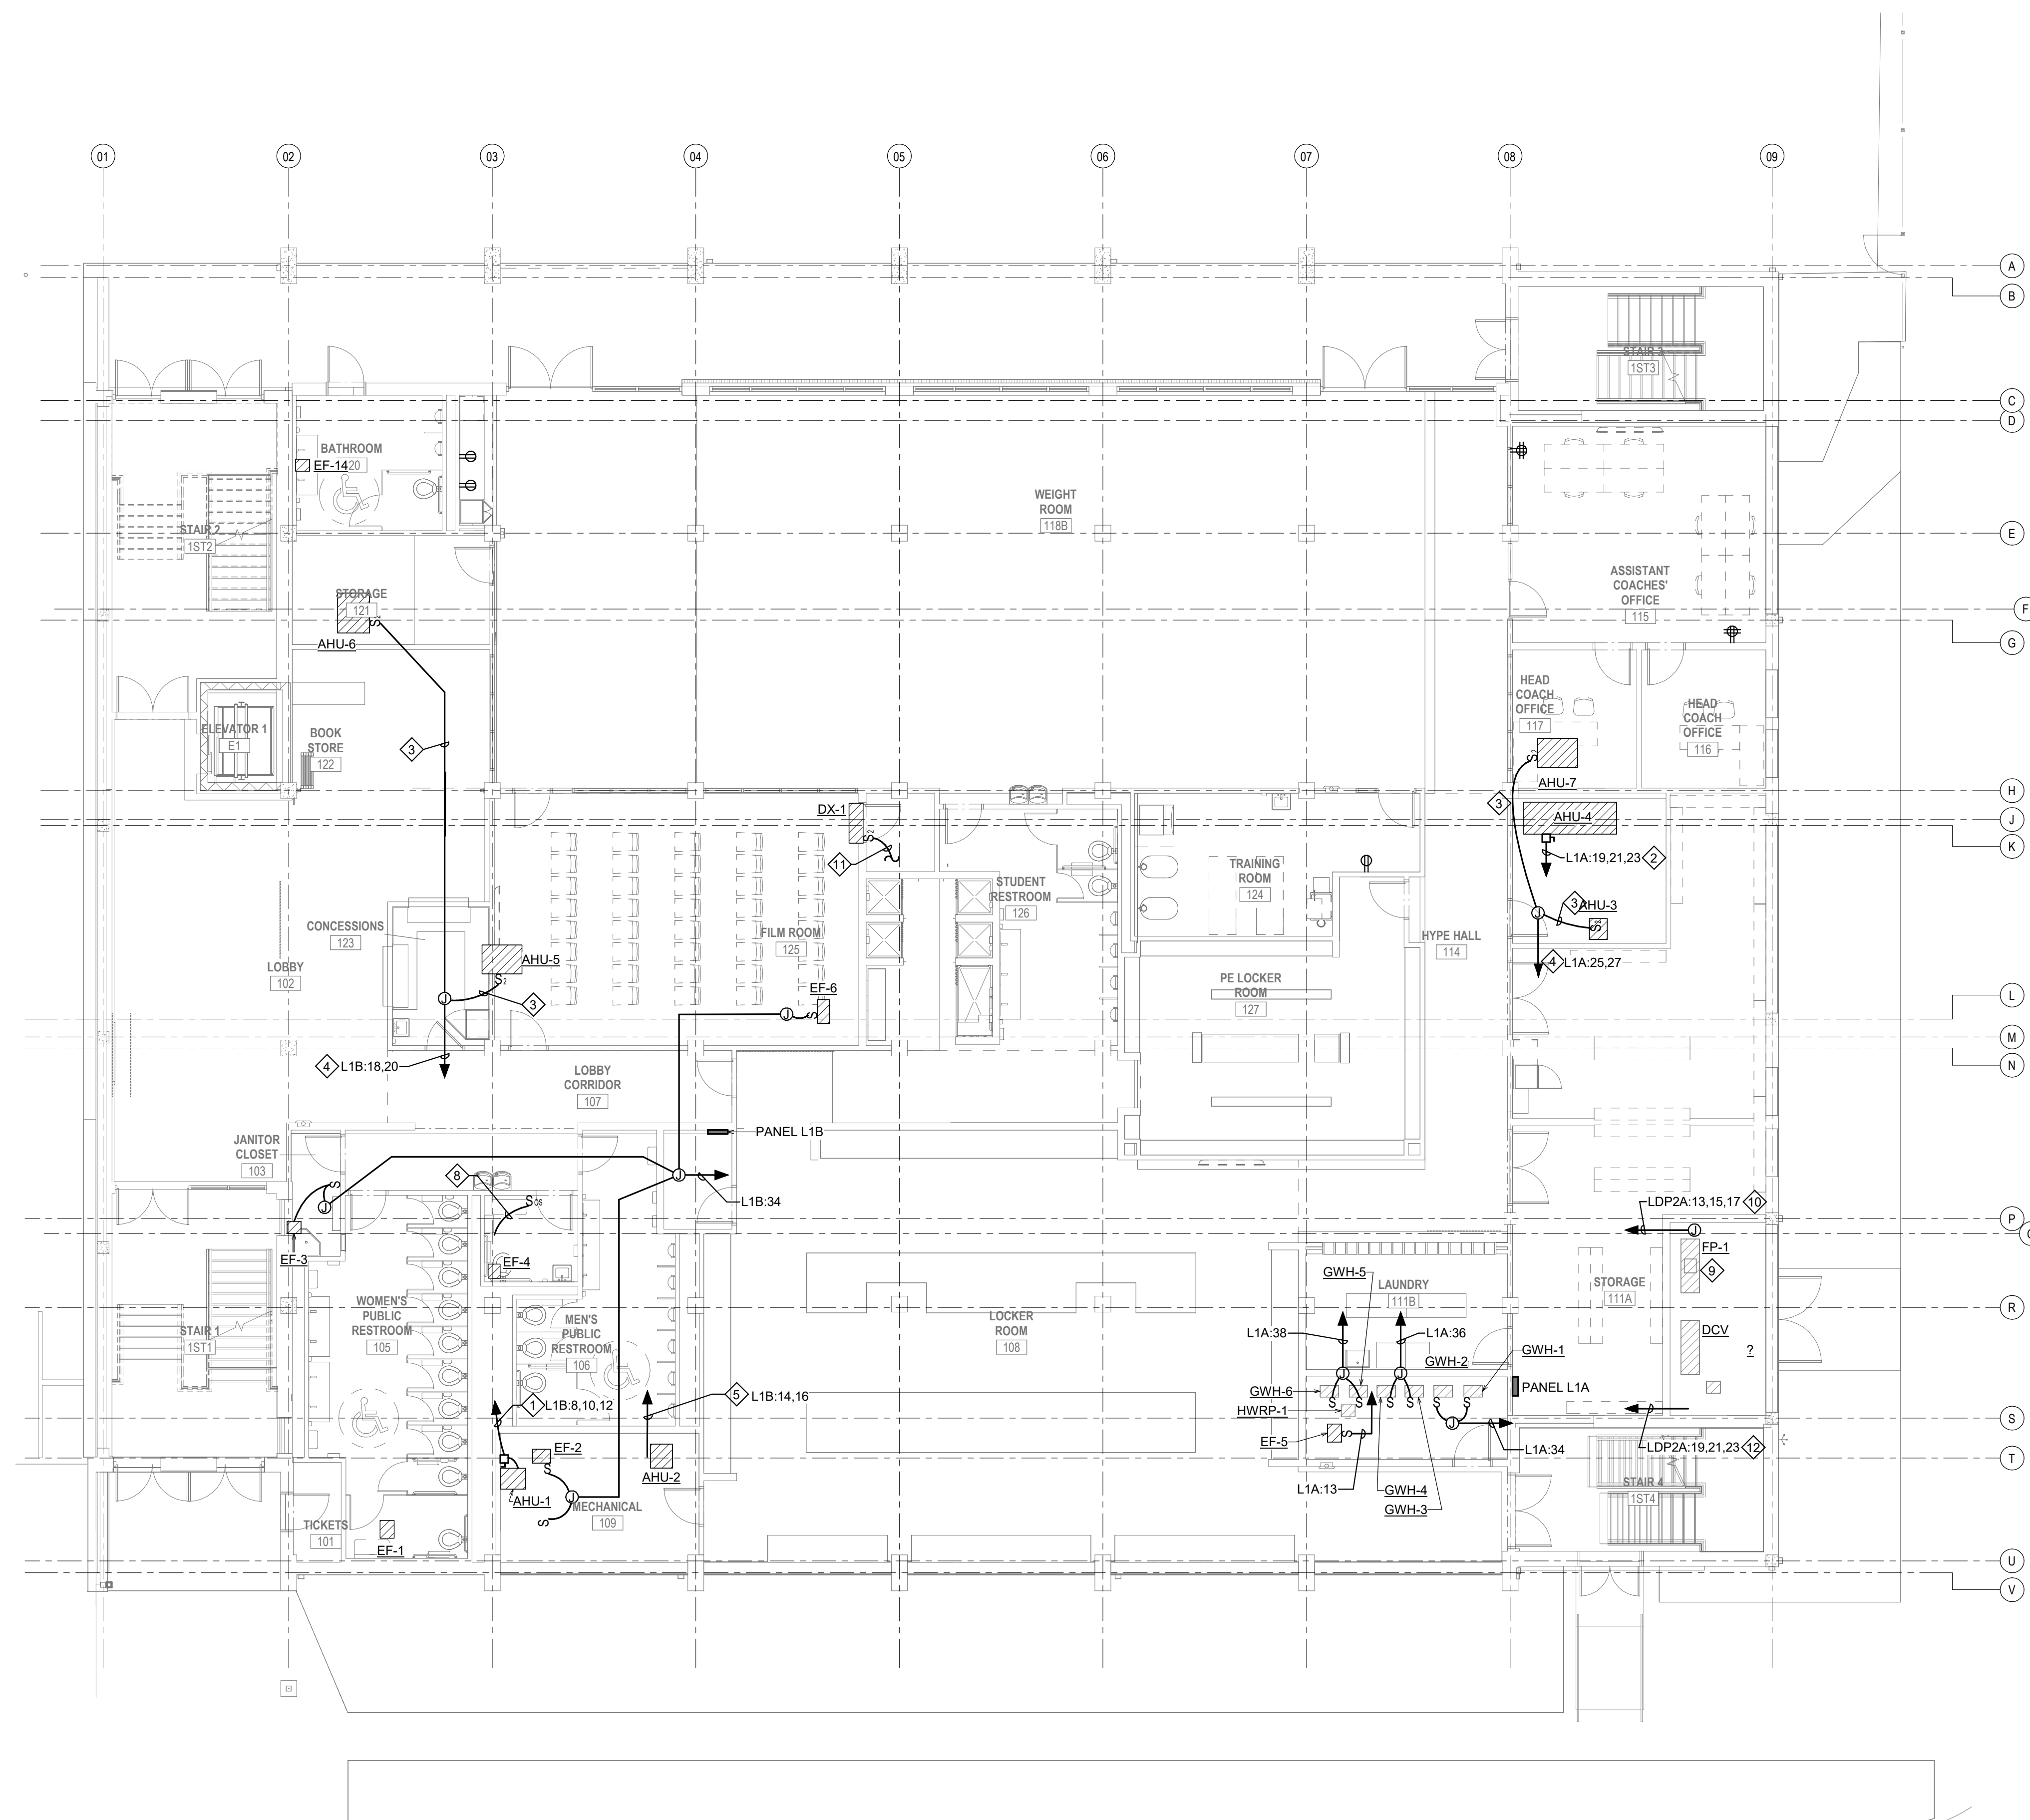 01 02 03 04 05 06 07 08 09
A
B
STAIR 3
1ST3
C
D
BATHROOM
EF-14 20
WEIGHT
ROOM
118B
STAIR 2
1ST2
E
ASSISTANT
COACHES'
OFFICE
115
STORAGE
121
S2
F
AHU-6
G
HEAD
COACH
OFFICE
117
HEAD
COACH
OFFICE
116
ELEVATOR 1
E1
BOOK
STORE
122
3
S2
AHU-7
H
DX-1
S2
11
3
AHU-4
J
K
L1A:19,21,23 2
TRAINING
ROOM
124
STUDENT
RESTROOM
126
3 AHU-3
J
S2
CONCESSIONS
123
FILM ROOM
125
HYPE HALL
114
AHU-5
S2
4 L1A:25,27
LOBBY
102
J
3
EF-6
J S
PE LOCKER
ROOM
127
L
M
N
4 L1B:18,20
LOBBY
CORRIDOR
107
PANEL L1B
JANITOR
CLOSET
103
8
J
L1B:34
S
J
SOS
LDP2A:13,15,17 10
P
J
EF-3
EF-4
FP-1
9
GWH-5
LAUNDRY
111B
STORAGE
111A
WOMEN'S
PUBLIC
RESTROOM
105
MEN'S
PUBLIC
RESTROOM
106
LOCKER
ROOM
108
R
STAIR 1
1ST1
L1A:38
L1A:36
DCV
?
GWH-2
GWH-1
J J
PANEL L1A
GWH-6
S S S S S S
1 L1B:8,10,12
5 L1B:14,16
HWRP-1
S
J
EF-5
S
L1A:34
LDP2A:19,21,23 12
EF-2
S
AHU-2
T
AHU-1
J
S
MECHANICAL
109
L1A:13
GWH-4
GWH-3
STAIR 4
1ST4
TICKETS
101
EF-1
U
V